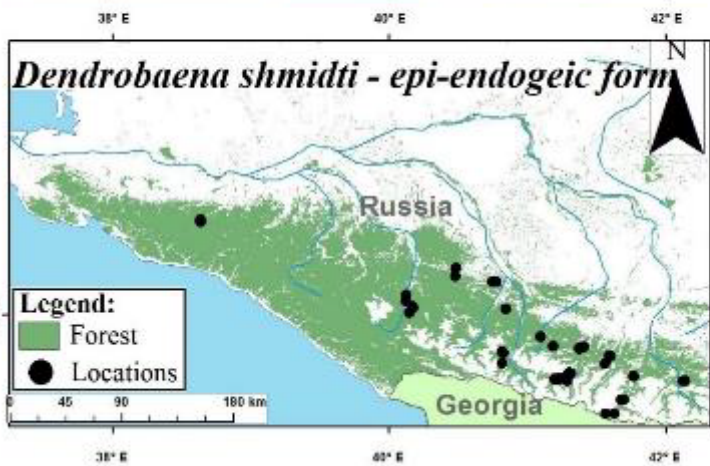 38° E 40° E 42° E
N
Dendrobaena shmidti - epi-endogeic form
Russia
Legend:
Forest
Locations
0 45 90 180 km
Georgia
38° E 40° E 42° E